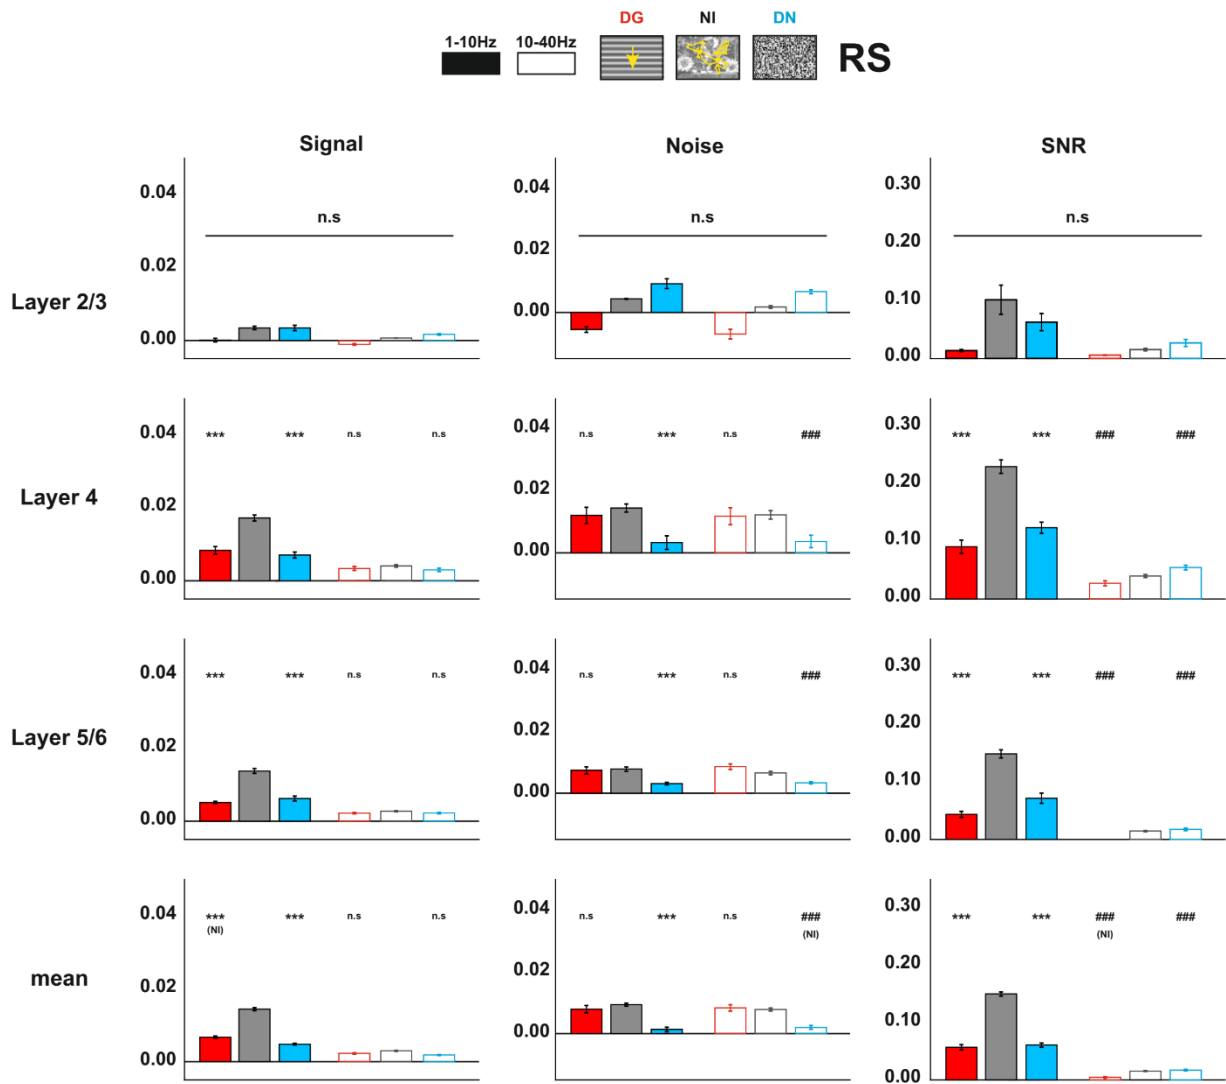 DG NI DN
1-10Hz 10-40Hz RS
Signal Noise SNR
Layer 2/3
0.04 0.04 0.30
n.s n.s n.s
0.02 0.02 0.20
0.10
0.00 0.00 0.00
Layer 4
0.04 0.04 0.30
*** *** n.s n.s n.s *** n.s ### *** *** ### ###
0.02 0.02 0.20
0.10
0.00 0.00 0.00
Layer 5/6
0.04 0.04 0.30
*** *** n.s n.s n.s *** n.s ### *** *** ### ###
0.02 0.02 0.20
0.10
0.00 0.00 0.00
mean
0.04 0.04 0.30
*** *** n.s n.s n.s *** n.s ### *** *** ### ###
(NI) (NI) (NI)
0.02 0.02 0.20
0.10
0.00 0.00 0.00